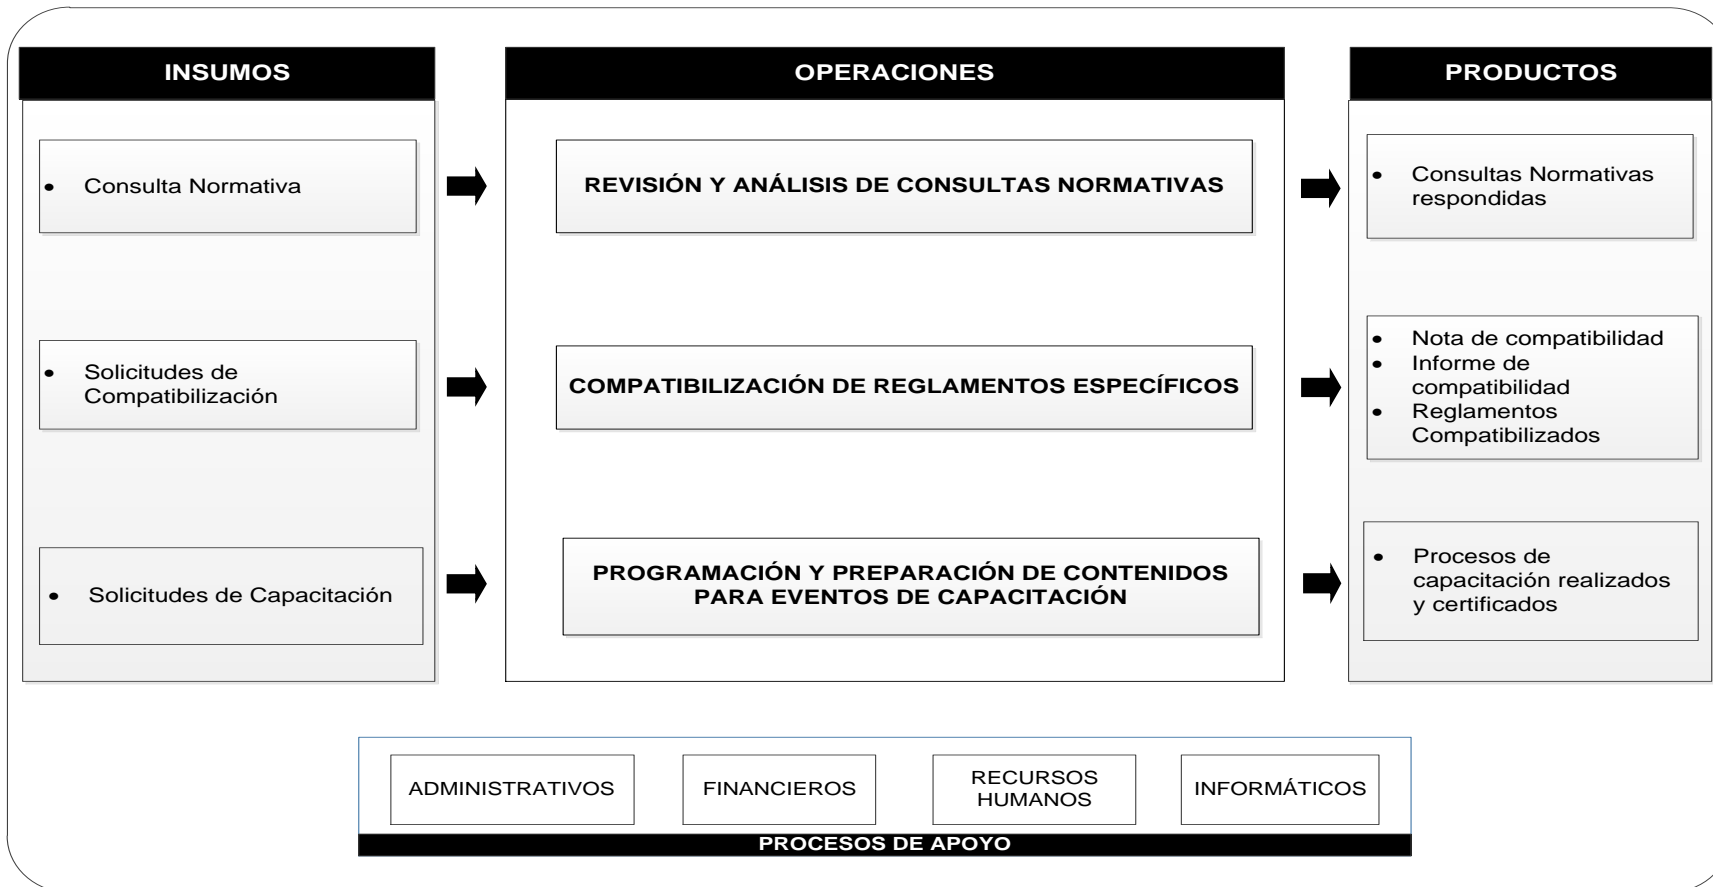 INSUMOS
OPERACIONES
PRODUCTOS
• Consulta Normativa
REVISIÓN Y ANÁLISIS DE CONSULTAS NORMATIVAS
• Consultas Normativas
respondidas
• Solicitudes de
Compatibilización
COMPATIBILIZACIÓN DE REGLAMENTOS ESPECÍFICOS
• Nota de compatibilidad
• Informe de
compatibilidad
• Reglamentos
Compatibilizados
• Solicitudes de Capacitación
PROGRAMACIÓN Y PREPARACIÓN DE CONTENIDOS
PARA EVENTOS DE CAPACITACIÓN
• Procesos de
capacitación realizados
y certificados
ADMINISTRATIVOS
FINANCIEROS
RECURSOS
HUMANOS
INFORMÁTICOS
PROCESOS DE APOYO